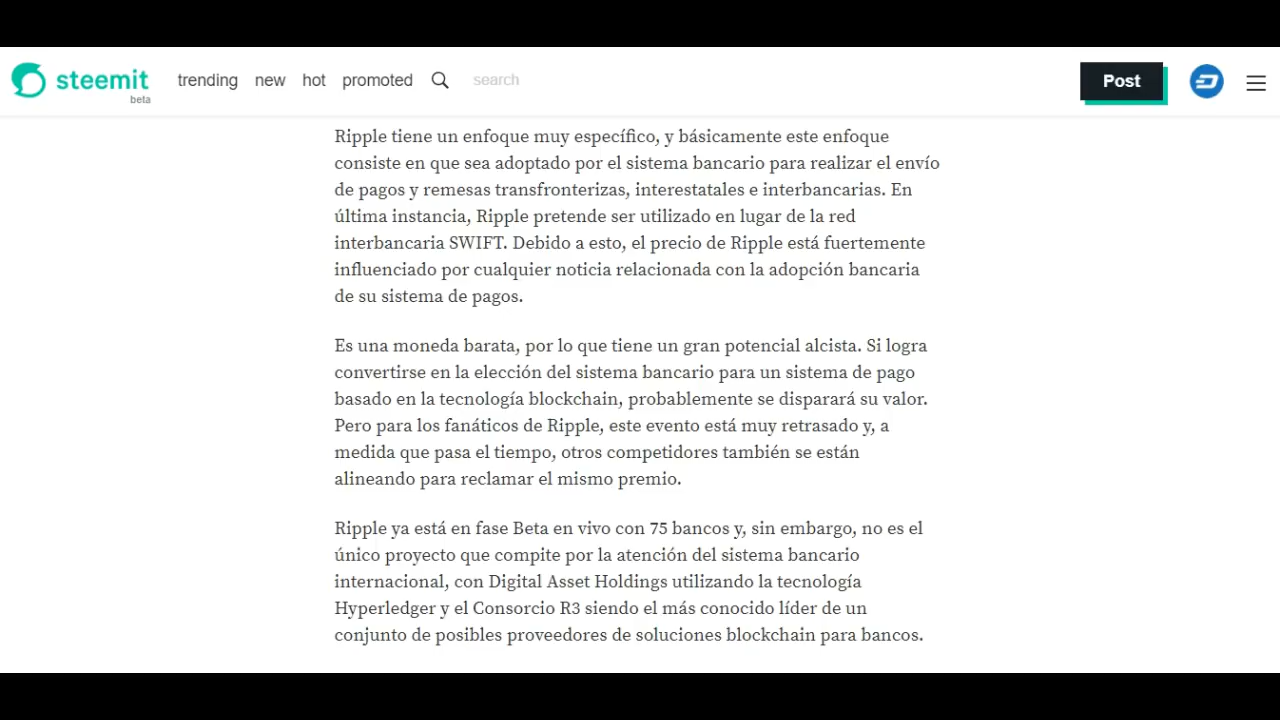 steemit
beta
trending new hot promoted search
Post
Ripple tiene un enfoque muy específico, y básicamente este enfoque
consiste en que sea adoptado por el sistema bancario para realizar el envío
de pagos y remesas transfronterizas, interestatales e interbancarias. En
última instancia, Ripple pretende ser utilizado en lugar de la red
interbancaria SWIFT. Debido a esto, el precio de Ripple está fuertemente
influenciado por cualquier noticia relacionada con la adopción bancaria
de su sistema de pagos.
Es una moneda barata, por lo que tiene un gran potencial alcista. Si logra
convertirse en la elección del sistema bancario para un sistema de pago
basado en la tecnología blockchain, probablemente se disparará su valor.
Pero para los fanáticos de Ripple, este evento está muy retrasado y, a
medida que pasa el tiempo, otros competidores también se están
alineando para reclamar el mismo premio.
Ripple ya está en fase Beta en vivo con 75 bancos y, sin embargo, no es el
único proyecto que compite por la atención del sistema bancario
internacional, con Digital Asset Holdings utilizando la tecnología
Hyperledger y el Consorcio R3 siendo el más conocido líder de un
conjunto de posibles proveedores de soluciones blockchain para bancos.